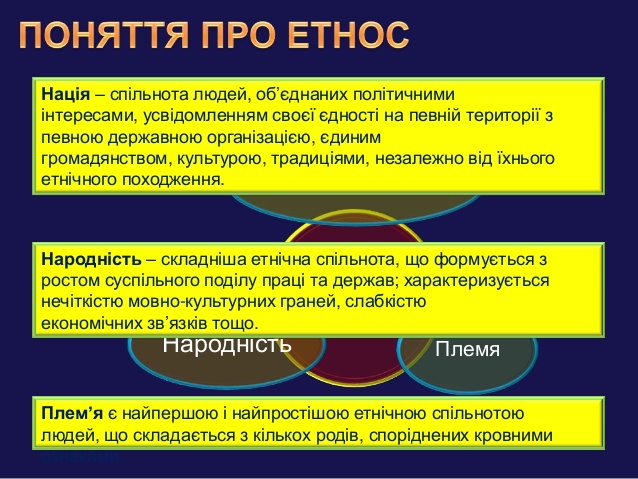 ПОНЯТТЯ ПРО ЕТНОС
Нація – спільнота людей, об’єднаних політичними
інтересами, усвідомленням своєї єдності на певній території з
певною державною організацією, єдиним
громадянством, культурою, традиціями, незалежно від їхнього
етнічного походження.
Народність – складніша етнічна спільнота, що формується з
ростом суспільного поділу праці та держав; характеризується
нечіткістю мовно-культурних граней, слабкістю
економічних зв’язків тощо.
Народність
Племя
Плем’я є найпершою і найпростішою етнічною спільнотою
людей, що складається з кількох родів, споріднених кровними